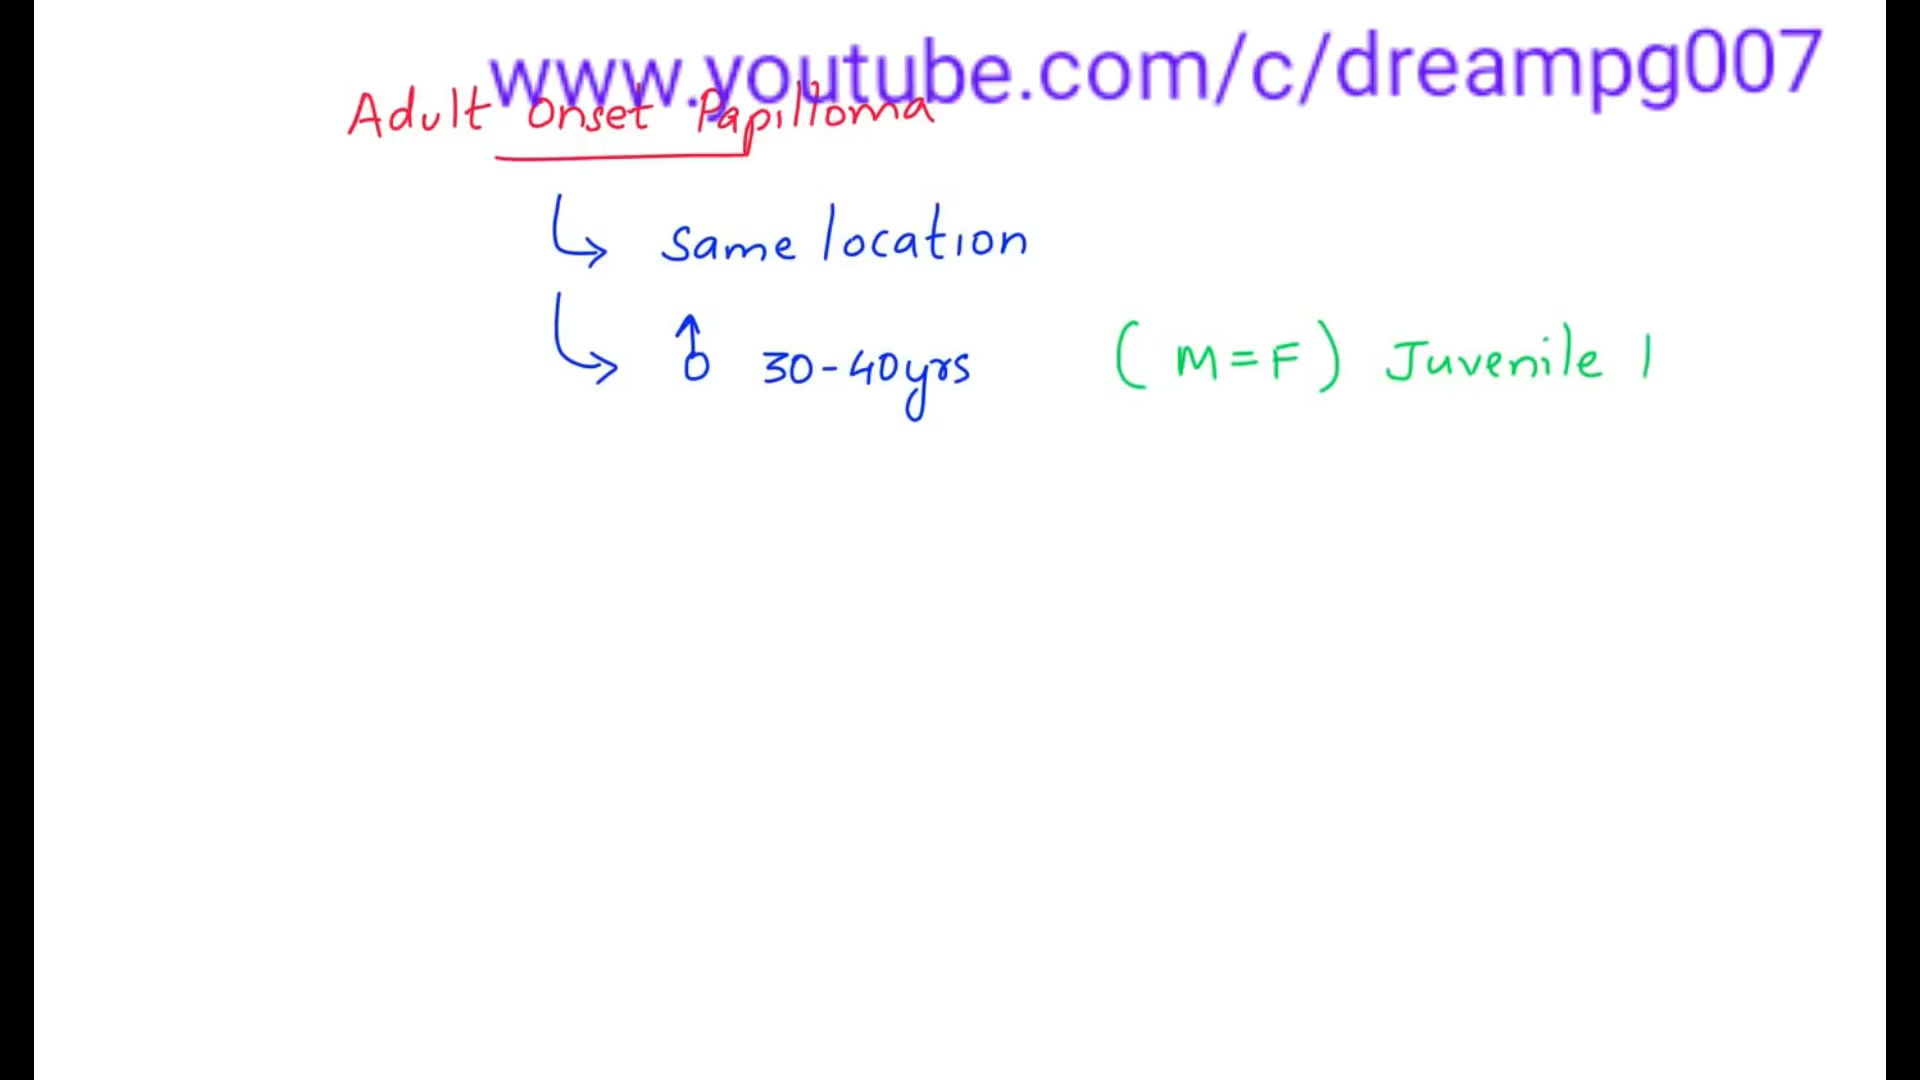 www.youtube.com/c/dreampg007
Adult Onset Papilloma
↳ same location
↳ ♂ 30-40yrs (M=F) Juvenile